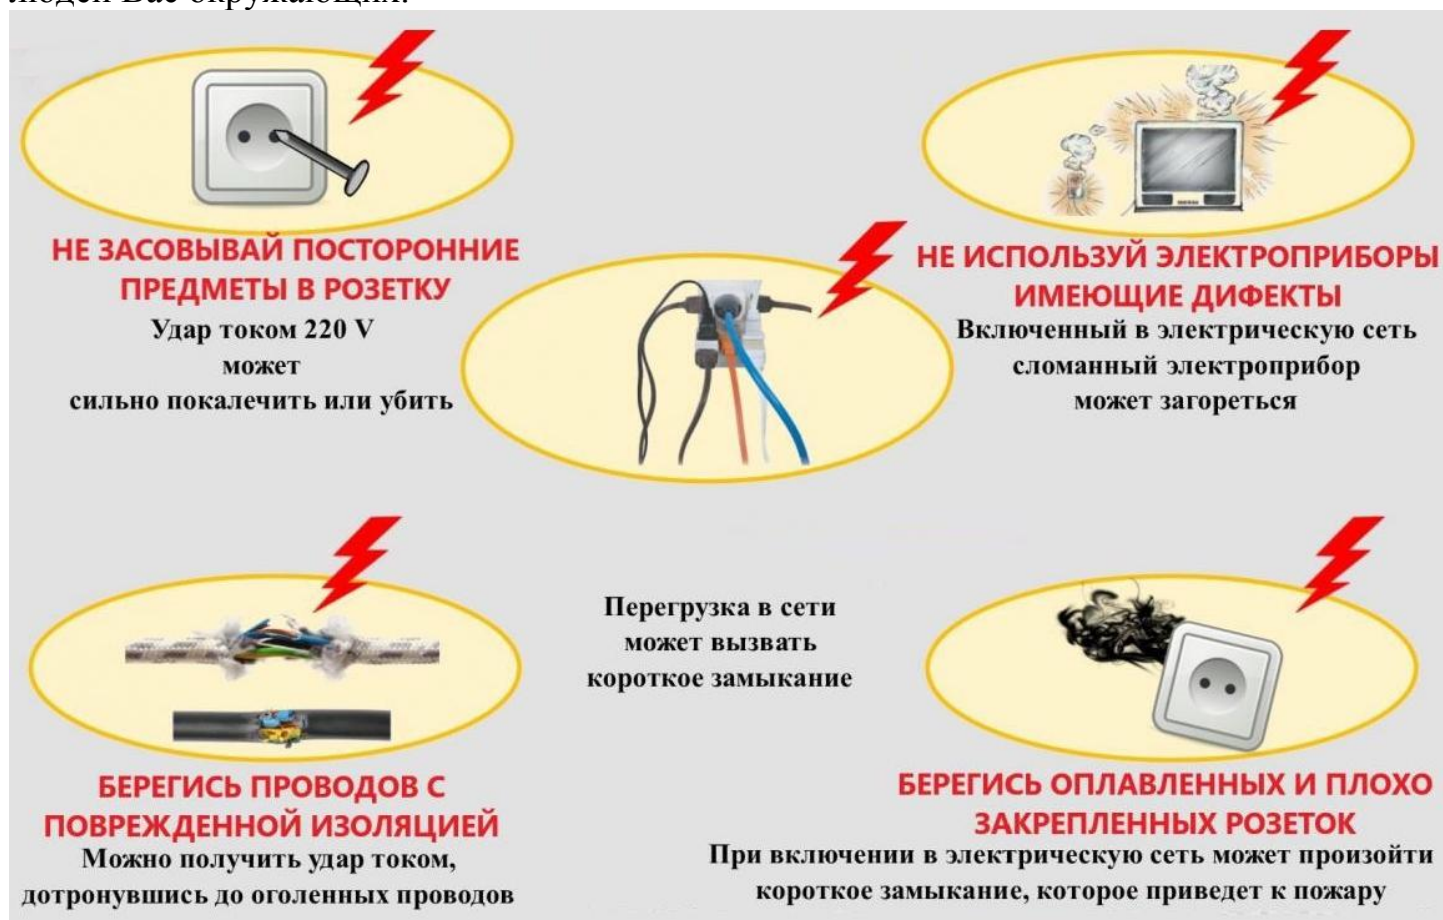 людей Вас окружающих.
НЕ ЗАСОВЫВАЙ ПОСТОРОННИЕ
ПРЕДМЕТЫ В РОЗЕТКУ
Удар током 220 V
может
сильно покалечить или убить
НЕ ИСПОЛЬЗУЙ ЭЛЕКТРОПРИБОРЫ
ИМЕЮЩИЕ ДИФЕКТЫ
Включенный в электрическую сеть
сломанный электроприбор
может загореться
Перегрузка в сети
может вызвать
короткое замыкание
БЕРЕГИСЬ ПРОВОДОВ С
ПОВРЕЖДЕННОЙ ИЗОЛЯЦИЕЙ
Можно получить удар током,
дотронувшись до оголенных проводов
БЕРЕГИСЬ ОПЛАВЛЕННЫХ И ПЛОХО
ЗАКРЕПЛЕННЫХ РОЗЕТОК
При включении в электрическую сеть может произойти
короткое замыкание, которое приведет к пожару